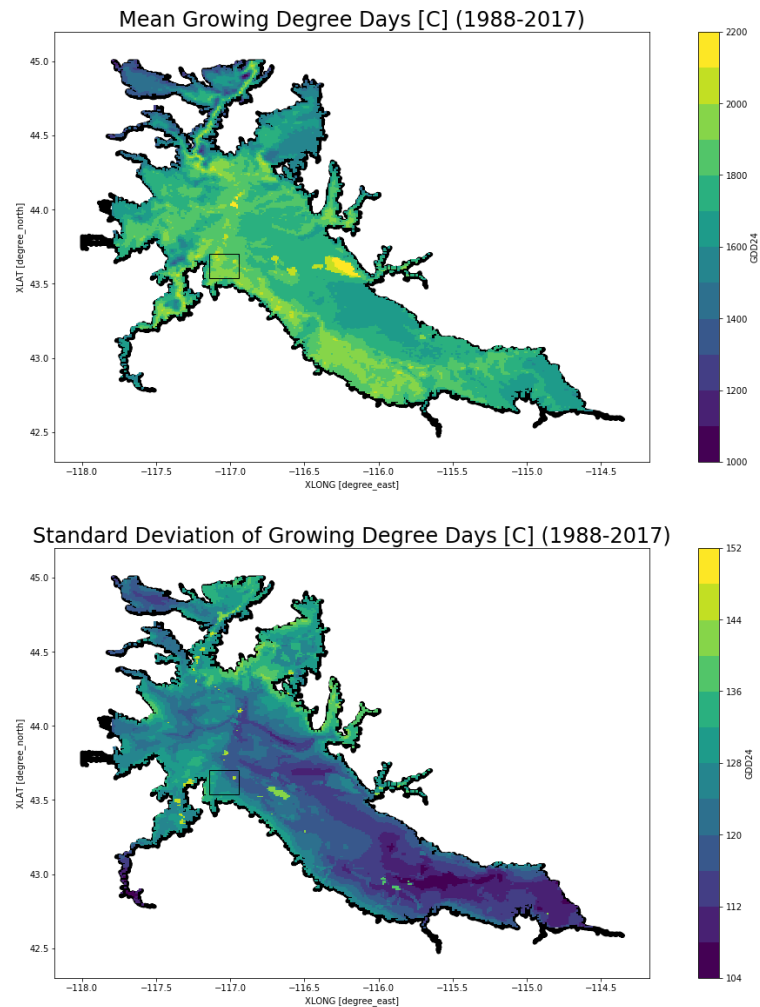 Mean Growing Degree Days [C] (1988-2017)
45.0
44.5
44.0
43.5
43.0
42.5
XLAT [degree_north]
−118.0 −117.5 −117.0 −116.5 −116.0 −115.5 −115.0 −114.5
XLONG [degree_east]
2200
2000
1800
1600
1400
1200
1000
GDD24
Standard Deviation of Growing Degree Days [C] (1988-2017)
45.0
44.5
44.0
43.5
43.0
42.5
XLAT [degree_north]
−118.0 −117.5 −117.0 −116.5 −116.0 −115.5 −115.0 −114.5
XLONG [degree_east]
152
144
136
128
120
112
104
GDD24